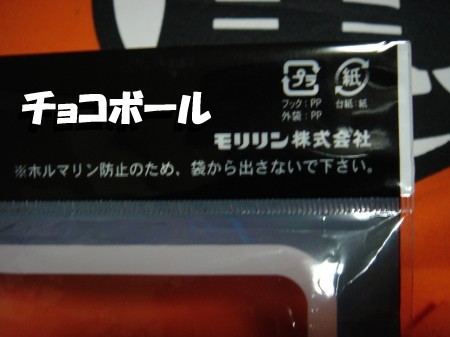 プラ
紙
フック:PP
外袋:PP
台紙:紙
チョコボール
モリリン株式会社
※ホルマリン防止のため、袋から出さないで下さい。